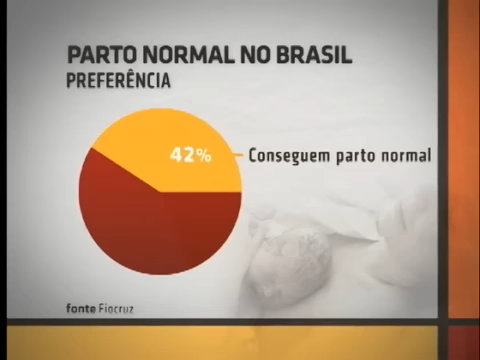 PARTO NORMAL NO BRASIL
PREFERÊNCIA
42%
Conseguem parto normal
fonte Fiocruz